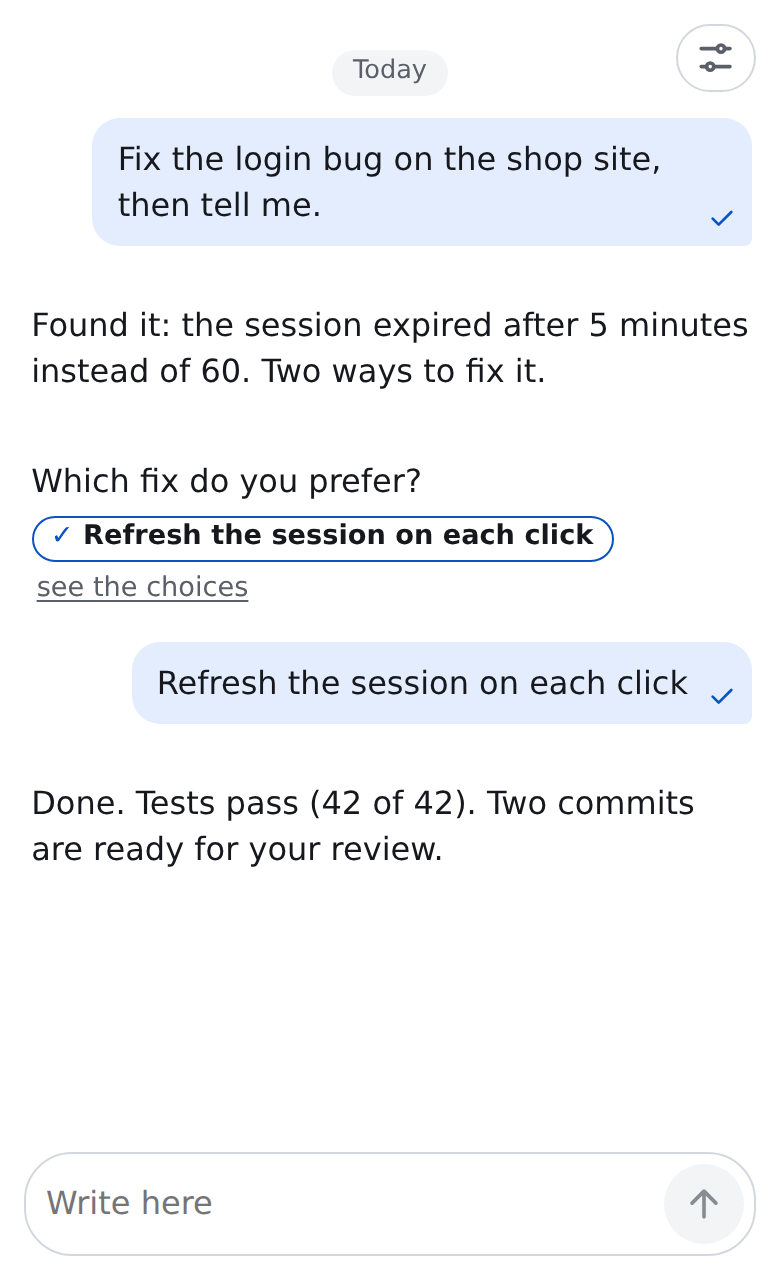 Today
Fix the login bug on the shop site,
then tell me.
Found it: the session expired after 5 minutes
instead of 60. Two ways to fix it.
Which fix do you prefer?
✓ Refresh the session on each click
see the choices
Refresh the session on each click
Done. Tests pass (42 of 42). Two commits
are ready for your review.
Write here